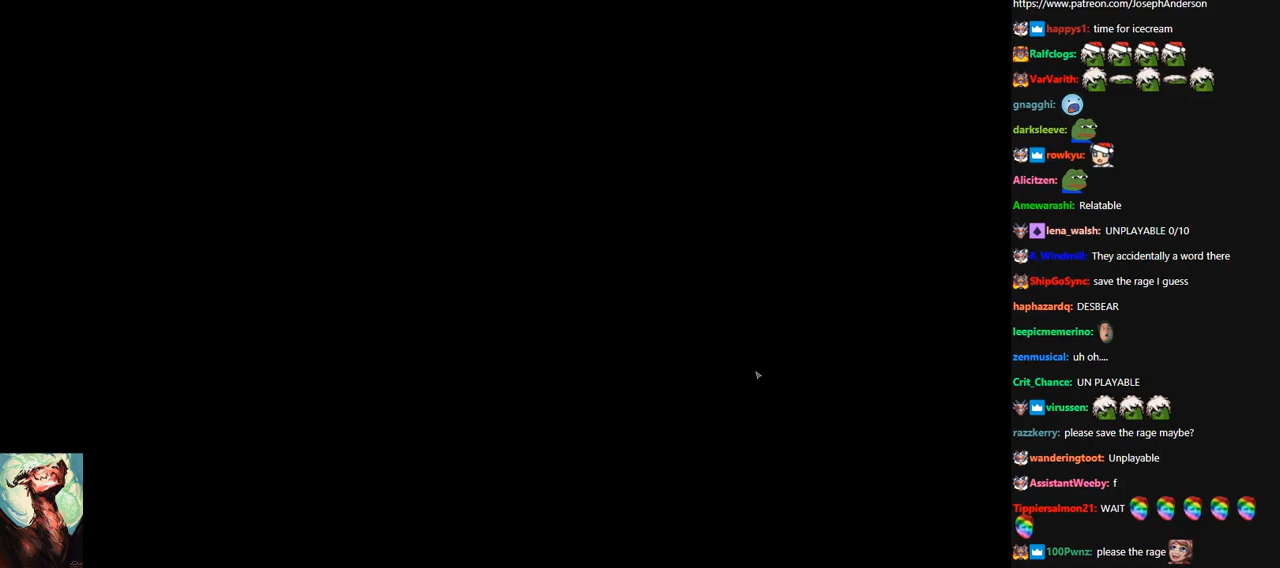 https://www.patreon.com/JosephAnderson
happys1: time for icecream
Ralfclogs:
VarVarith:
gnagghi:
darksleeve:
rowkyu:
Alicitzen:
Amewarashi: Relatable
lena_walsh: UNPLAYABLE 0/10
A_Windmill: They accidentally a word there
ShipGoSync: save the rage I guess
haphazardq: DESBEAR
leepicmemerino:
zenmusical: uh oh....
Crit_Chance: UN PLAYABLE
virussen:
razzkerry: please save the rage maybe?
wanderingtoot: Unplayable
AssistantWeeby: f
Tippiersalmon21: WAIT
100Pwnz: please the rage